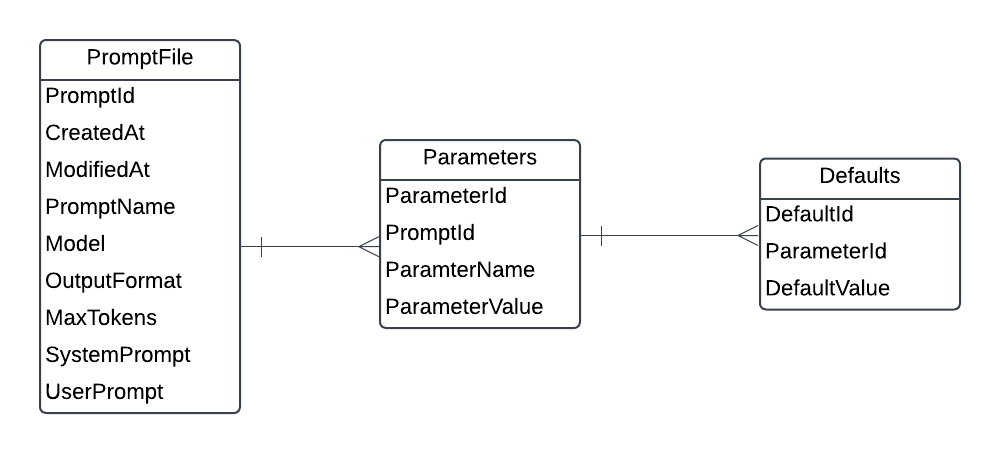 PromptFile
PromptId
CreatedAt
ModifiedAt
PromptName
Model
OutputFormat
MaxTokens
SystemPrompt
UserPrompt
Parameters
ParameterId
PromptId
ParamterName
ParameterValue
Defaults
DefaultId
ParameterId
DefaultValue